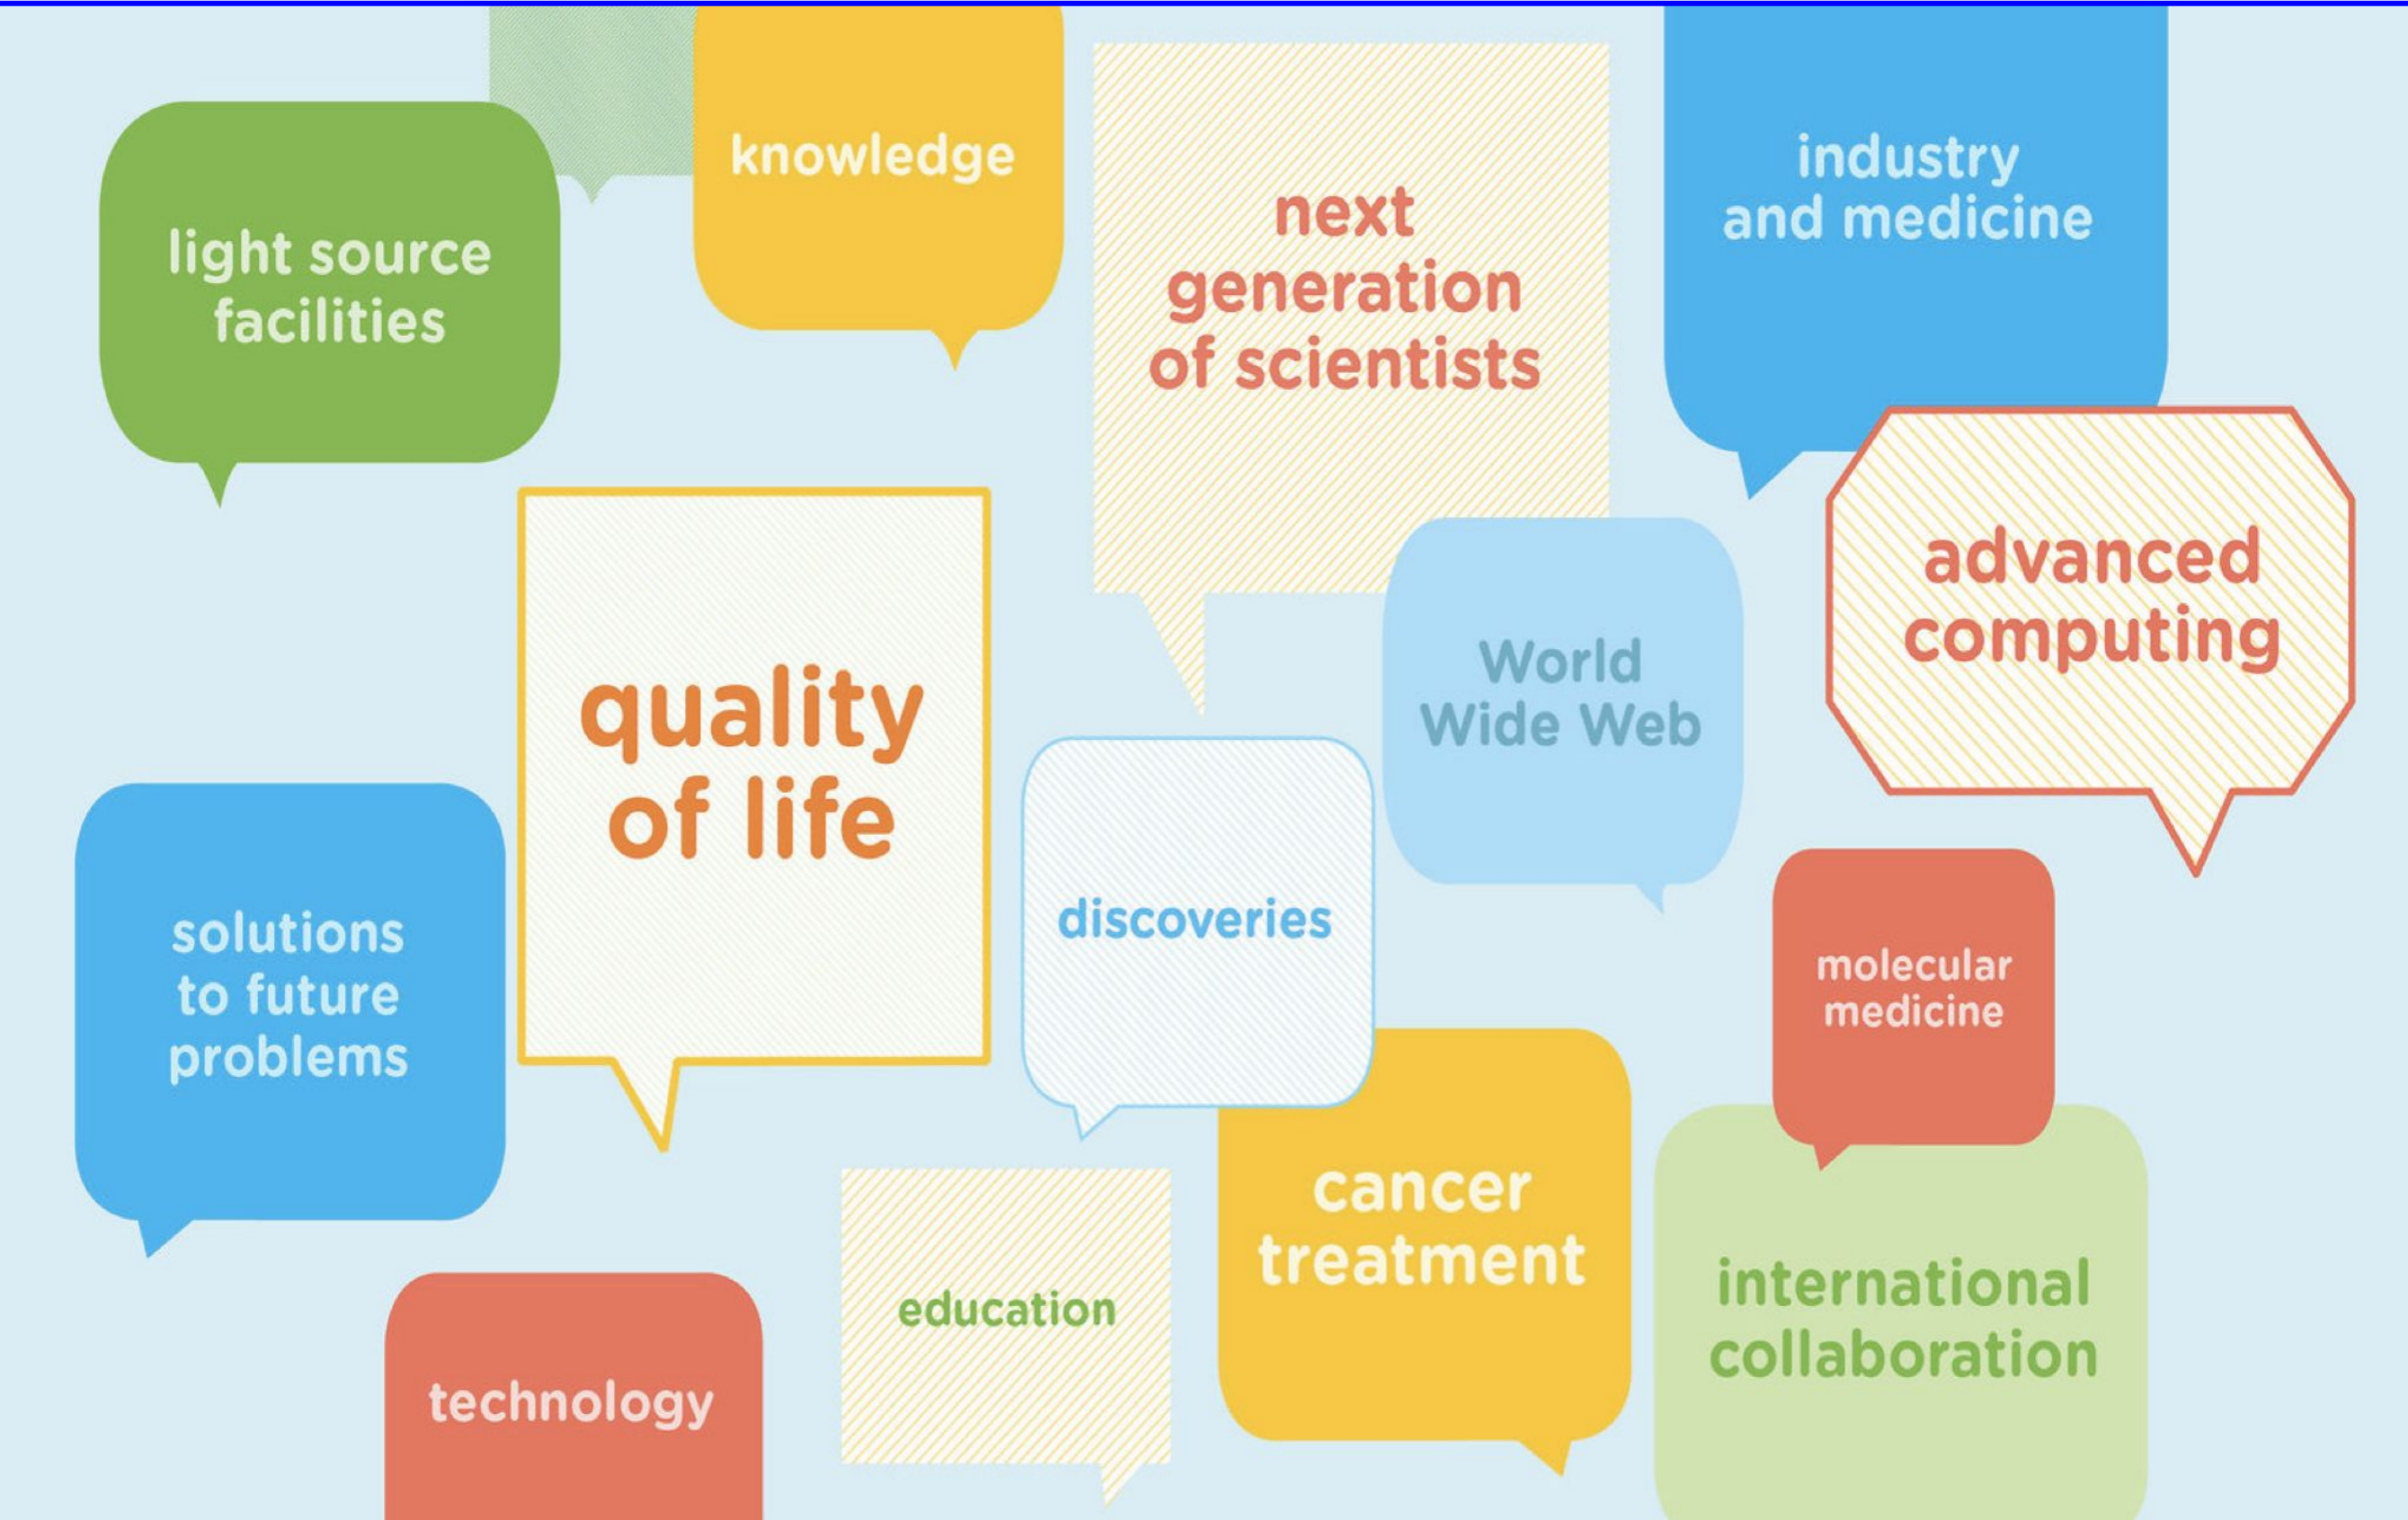 knowledge
light source
facilities
next
generation
of scientists
industry
and medicine
advanced
computing
quality
of life
World
Wide Web
discoveries
solutions
to future
problems
molecular
medicine
cancer
treatment
education
international
collaboration
technology